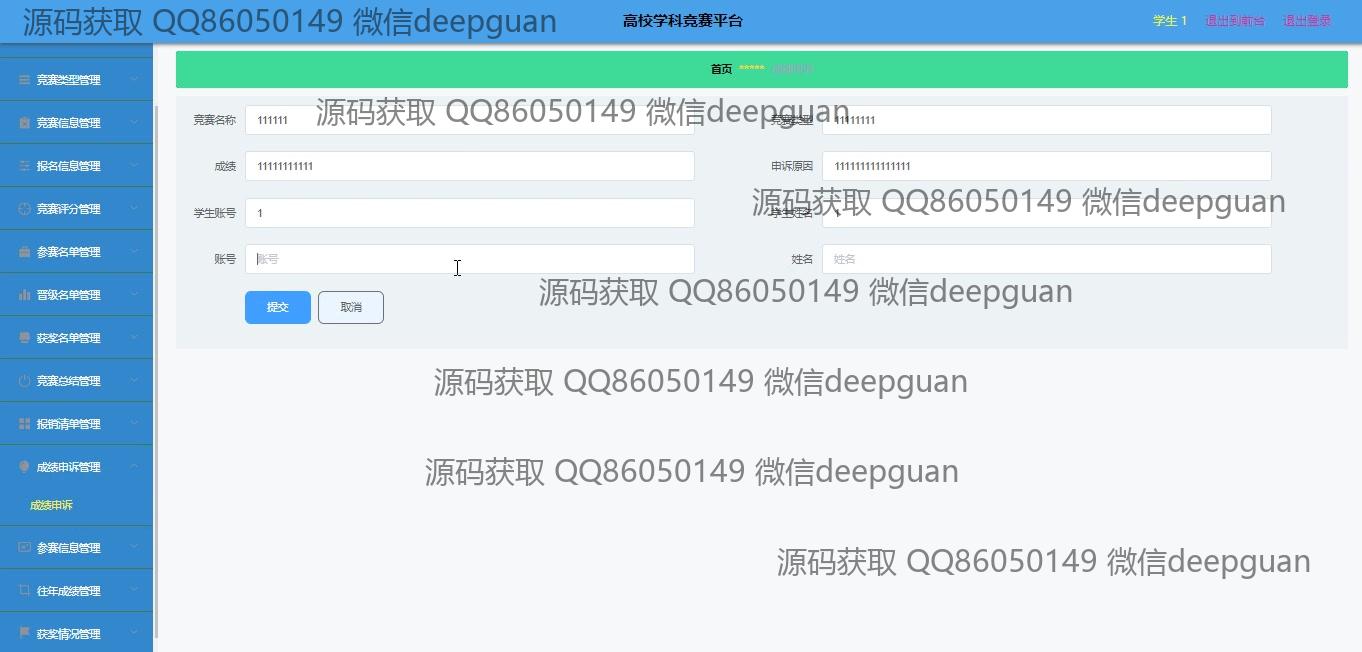 源码获取 QQ86050149 微信deepguan
高校学科竞赛平台
学生 1 退出到前台 退出登录
首页 *****
竞赛类型管理
竞赛信息管理
报名信息管理
竞赛评分管理
参赛名单管理
晋级名单管理
获奖名单管理
竞赛总结管理
报销清单管理
成绩申诉管理
成绩申诉
参赛信息管理
往年成绩管理
获奖情况管理
竞赛名称 111111
源码获取 QQ86050149 微信deepguan
竞赛类型 11111111
成绩 11111111111
申诉原因 111111111111111
源码获取 QQ86050149 微信deepguan
学生账号 1
学生姓名 1
账号 账号
姓名 姓名
源码获取 QQ86050149 微信deepguan
提交 取消
源码获取 QQ86050149 微信deepguan
源码获取 QQ86050149 微信deepguan
源码获取 QQ86050149 微信deepguan